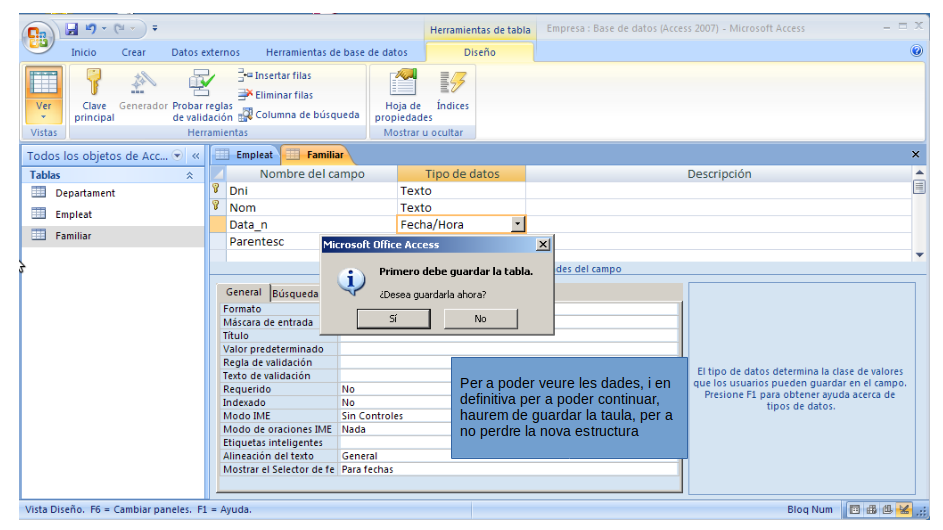 Herramientas de tabla
Empresa : Base de datos (Access 2007) - Microsoft Access
Inicio Crear Datos externos Herramientas de base de datos Diseño
Ver
Clave principal
Generador
Probar reglas de validación
Insertar filas
Eliminar filas
Columna de búsqueda
Hoja de propiedades
Índices
Vistas Herramientas Mostrar u ocultar
Todos los objetos de Acc...
Tablas
Departament
Empleat
Familiar
Empleat Familiar
Nombre del campo Tipo de datos Descripción
Dni Texto
Nom Texto
Data_n Fecha/Hora
Parentesc
Microsoft Office Access
Primero debe guardar la tabla.
¿Desea guardarla ahora?
Sí No
des del campo
General Búsqueda
Formato
Máscara de entrada
Título
Valor predeterminado
Regla de validación
Texto de validación
Requerido No
Indexado No
Modo IME Sin Controles
Modo de oraciones IME Nada
Etiquetas inteligentes
Alineación del texto General
Mostrar el Selector de fe Para fechas
Per a poder veure les dades, i en
definitiva per a poder continuar,
haurem de guardar la taula, per a
no perdre la nova estructura
El tipo de datos determina la clase de valores
que los usuarios pueden guardar en el campo.
Presione F1 para obtener ayuda acerca de
tipos de datos.
Vista Diseño. F6 = Cambiar paneles. F1 = Ayuda. Bloq Num